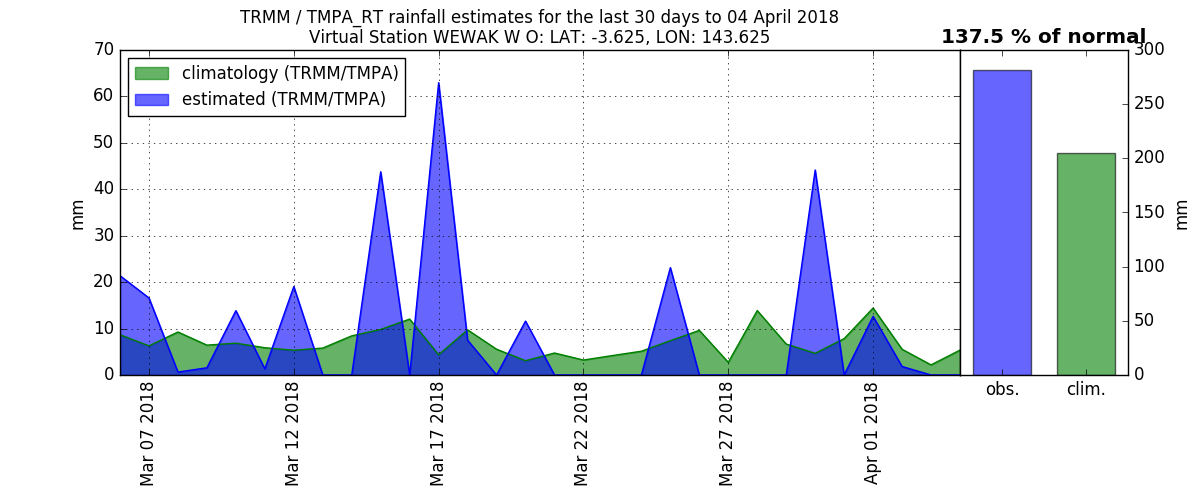 TRMM / TMPA_RT rainfall estimates for the last 30 days to 04 April 2018
Virtual Station WEWAK W O: LAT: -3.625, LON: 143.625
137.5 % of normal
climatology (TRMM/TMPA)
estimated (TRMM/TMPA)
70
60
50
40
30
20
10
0
mm
Mar 07 2018
Mar 12 2018
Mar 17 2018
Mar 22 2018
Mar 27 2018
Apr 01 2018
300
250
200
150
100
50
0
mm
obs.
clim.